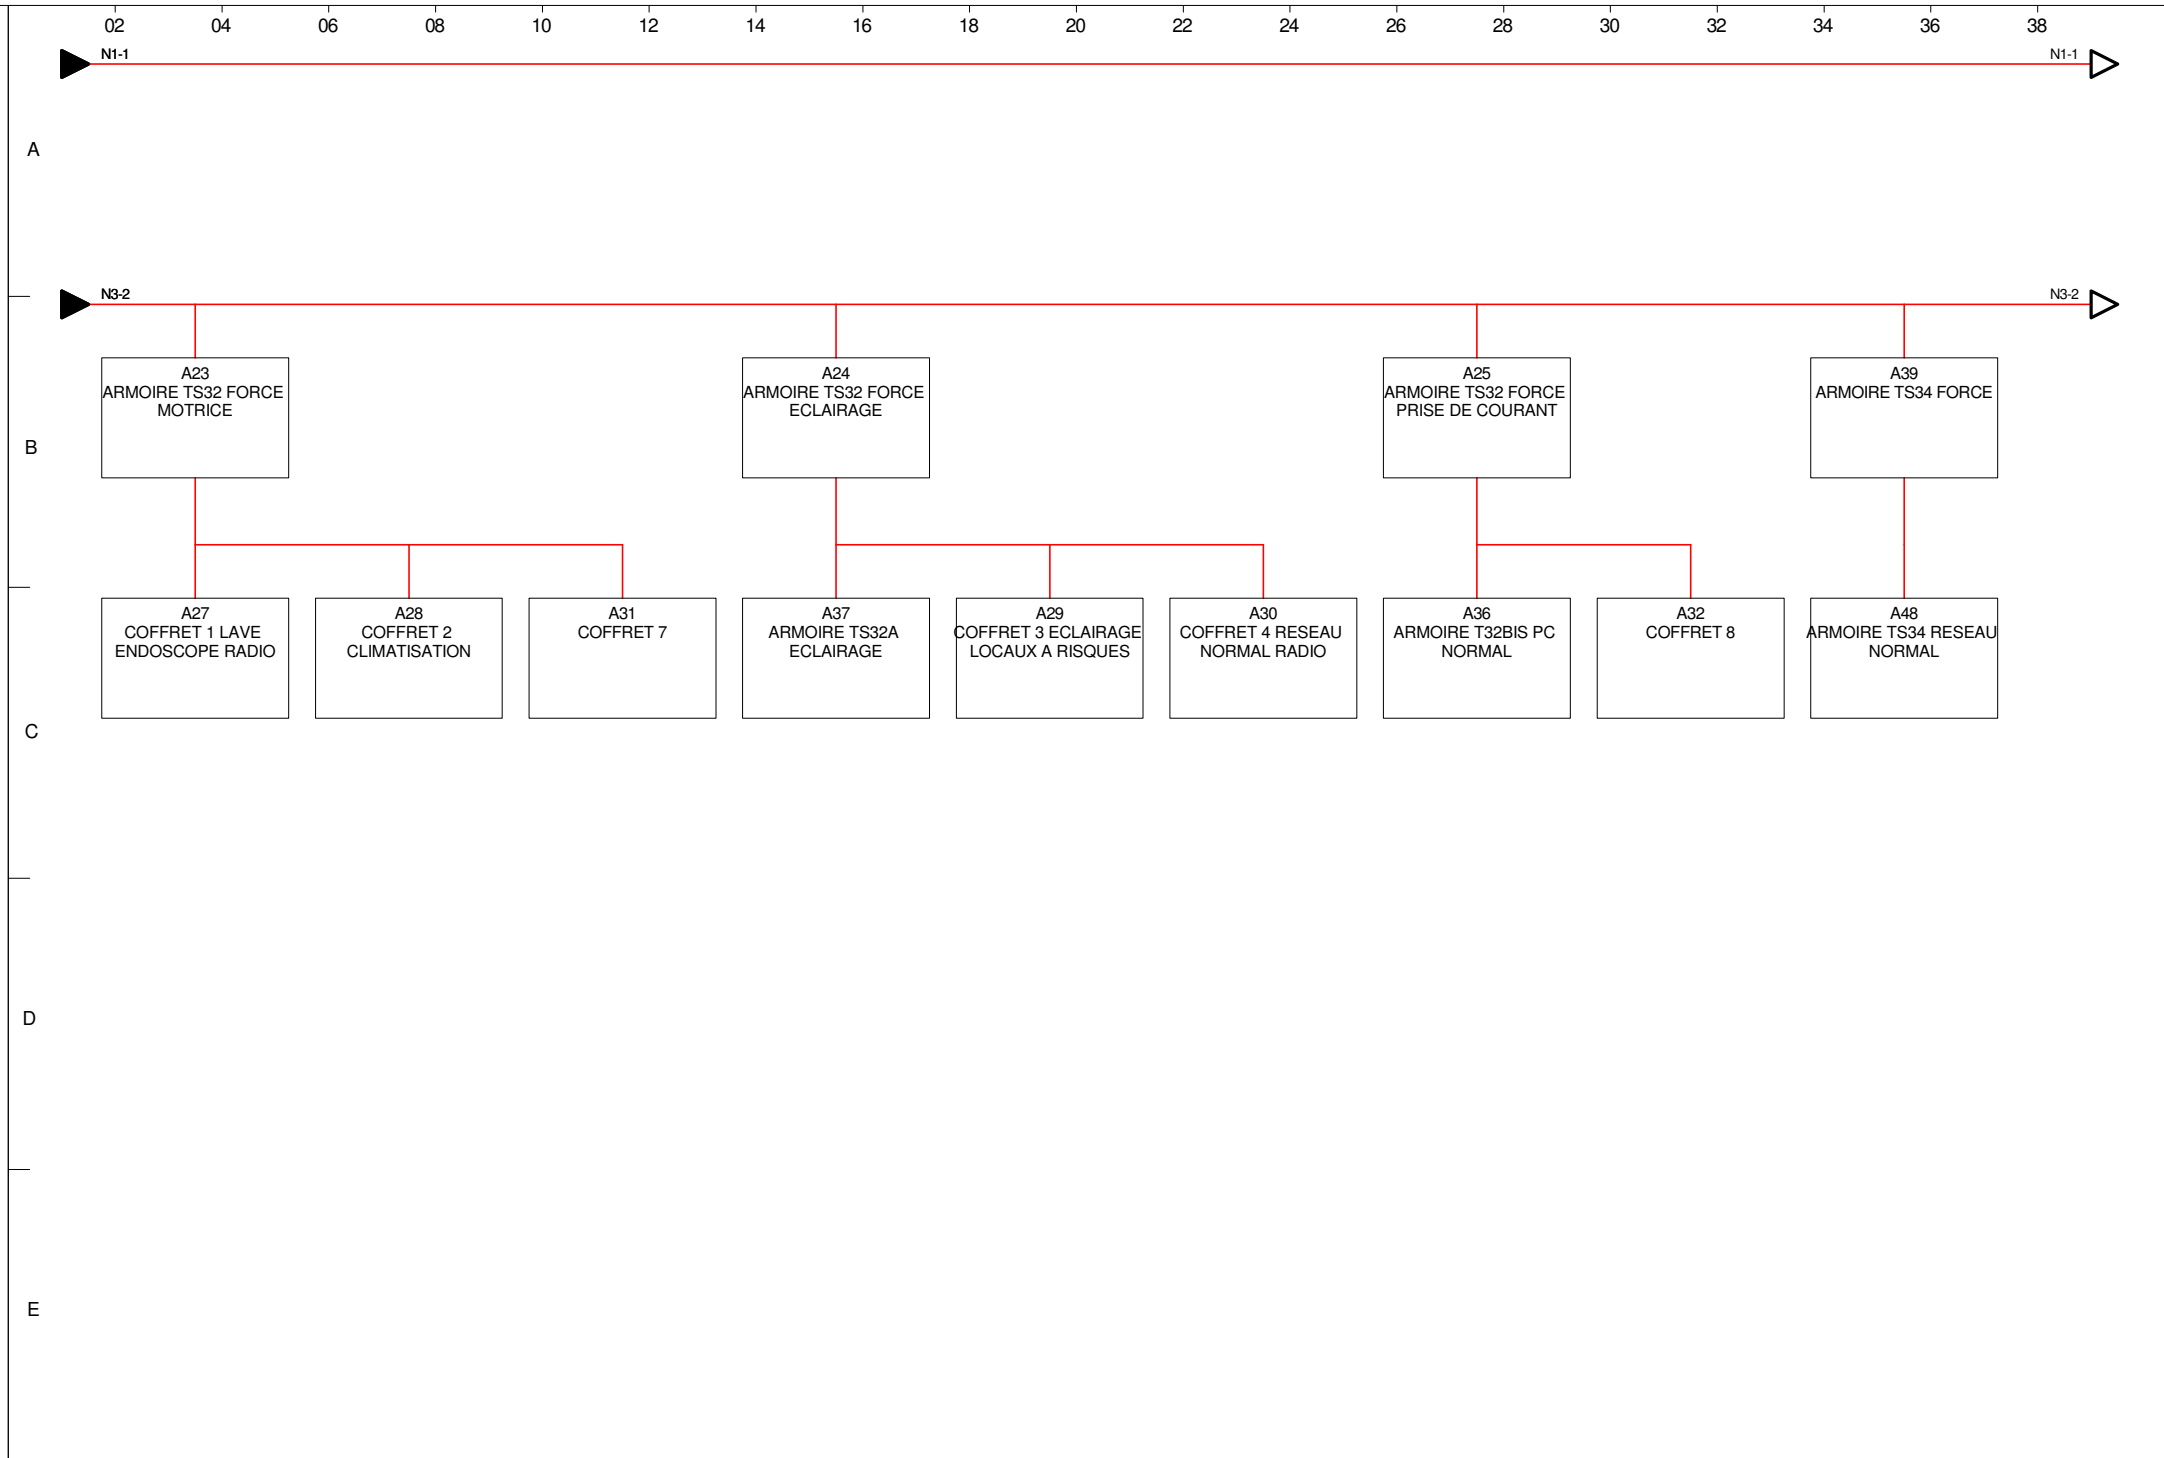 02 04 06 08 10 12 14 16 18 20 22 24 26 28 30 32 34 36 38
N1-1 N1-1
A
N3-2 N3-2
A23
ARMOIRE TS32 FORCE
MOTRICE
A24
ARMOIRE TS32 FORCE
ECLAIRAGE
A25
ARMOIRE TS32 FORCE
PRISE DE COURANT
A39
ARMOIRE TS34 FORCE
B
A27
COFFRET 1 LAVE
ENDOSCOPE RADIO
A28
COFFRET 2
CLIMATISATION
A31
COFFRET 7
A37
ARMOIRE TS32A
ECLAIRAGE
A29
COFFRET 3 ECLAIRAGE
LOCAUX A RISQUES
A30
COFFRET 4 RESEAU
NORMAL RADIO
A36
ARMOIRE T32BIS PC
NORMAL
A32
COFFRET 8
A48
ARMOIRE TS34 RESEAU
NORMAL
C
D
E